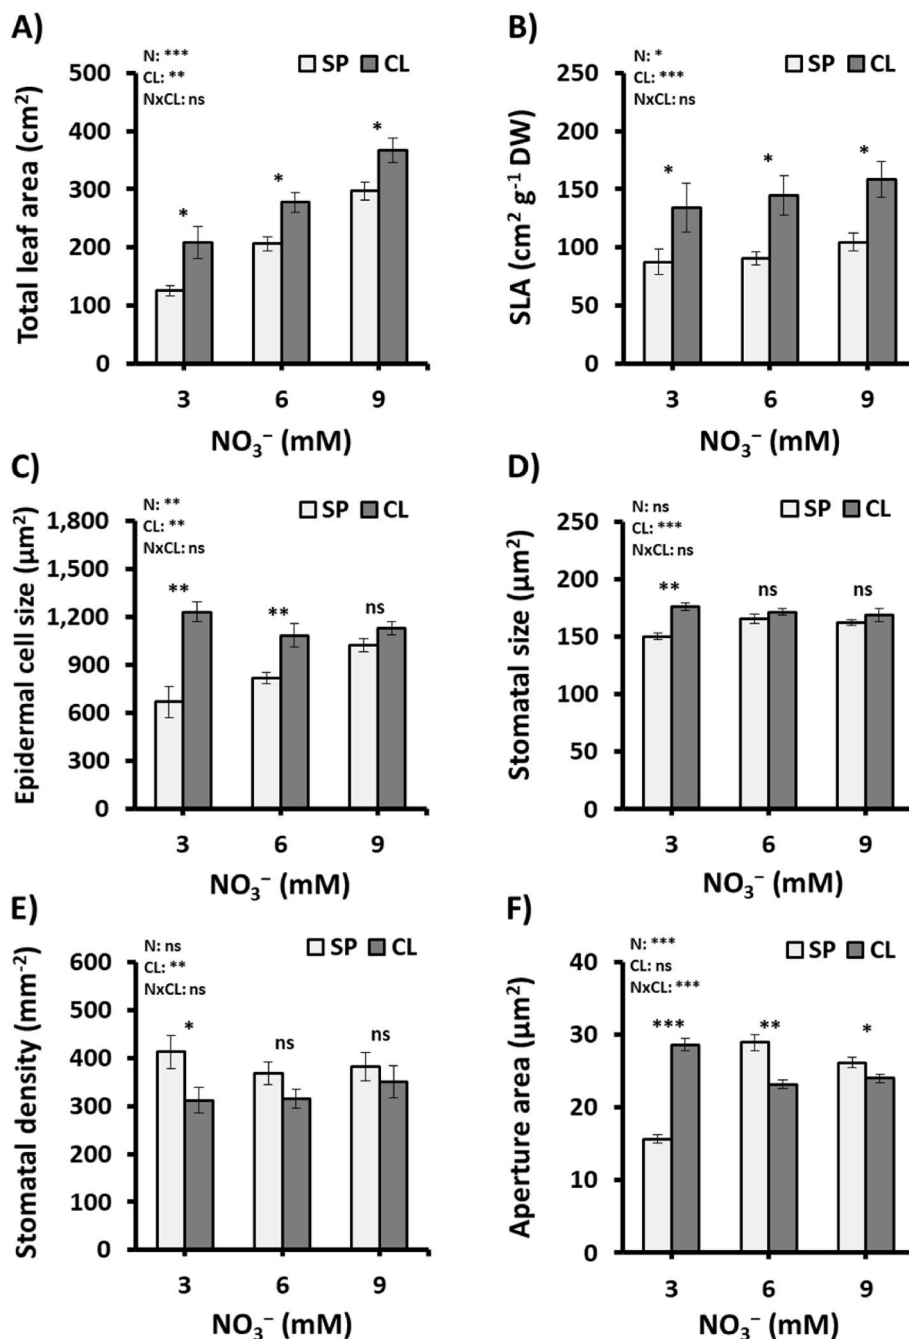 A)
N: ***
CL: **
NxCL: ns
SP CL
Total leaf area (cm²)
500
400
300
200
100
0
* * *
3 6 9
NO₃⁻ (mM)
B)
N: *
CL: ***
NxCL: ns
SP CL
SLA (cm² g⁻¹ DW)
250
200
150
100
50
0
* * *
3 6 9
NO₃⁻ (mM)
C)
N: **
CL: **
NxCL: ns
SP CL
Epidermal cell size (µm²)
1,800
1,500
1,200
900
600
300
0
** ** ns
3 6 9
NO₃⁻ (mM)
D)
N: ns
CL: ***
NxCL: ns
SP CL
Stomatal size (µm²)
250
200
150
100
50
0
** ns ns
3 6 9
NO₃⁻ (mM)
E)
N: ns
CL: **
NxCL: ns
SP CL
Stomatal density (mm⁻²)
600
500
400
300
200
100
0
* ns ns
3 6 9
NO₃⁻ (mM)
F)
N: ***
CL: ns
NxCL: ***
SP CL
Aperture area (µm²)
40
30
20
10
0
*** ** *
3 6 9
NO₃⁻ (mM)